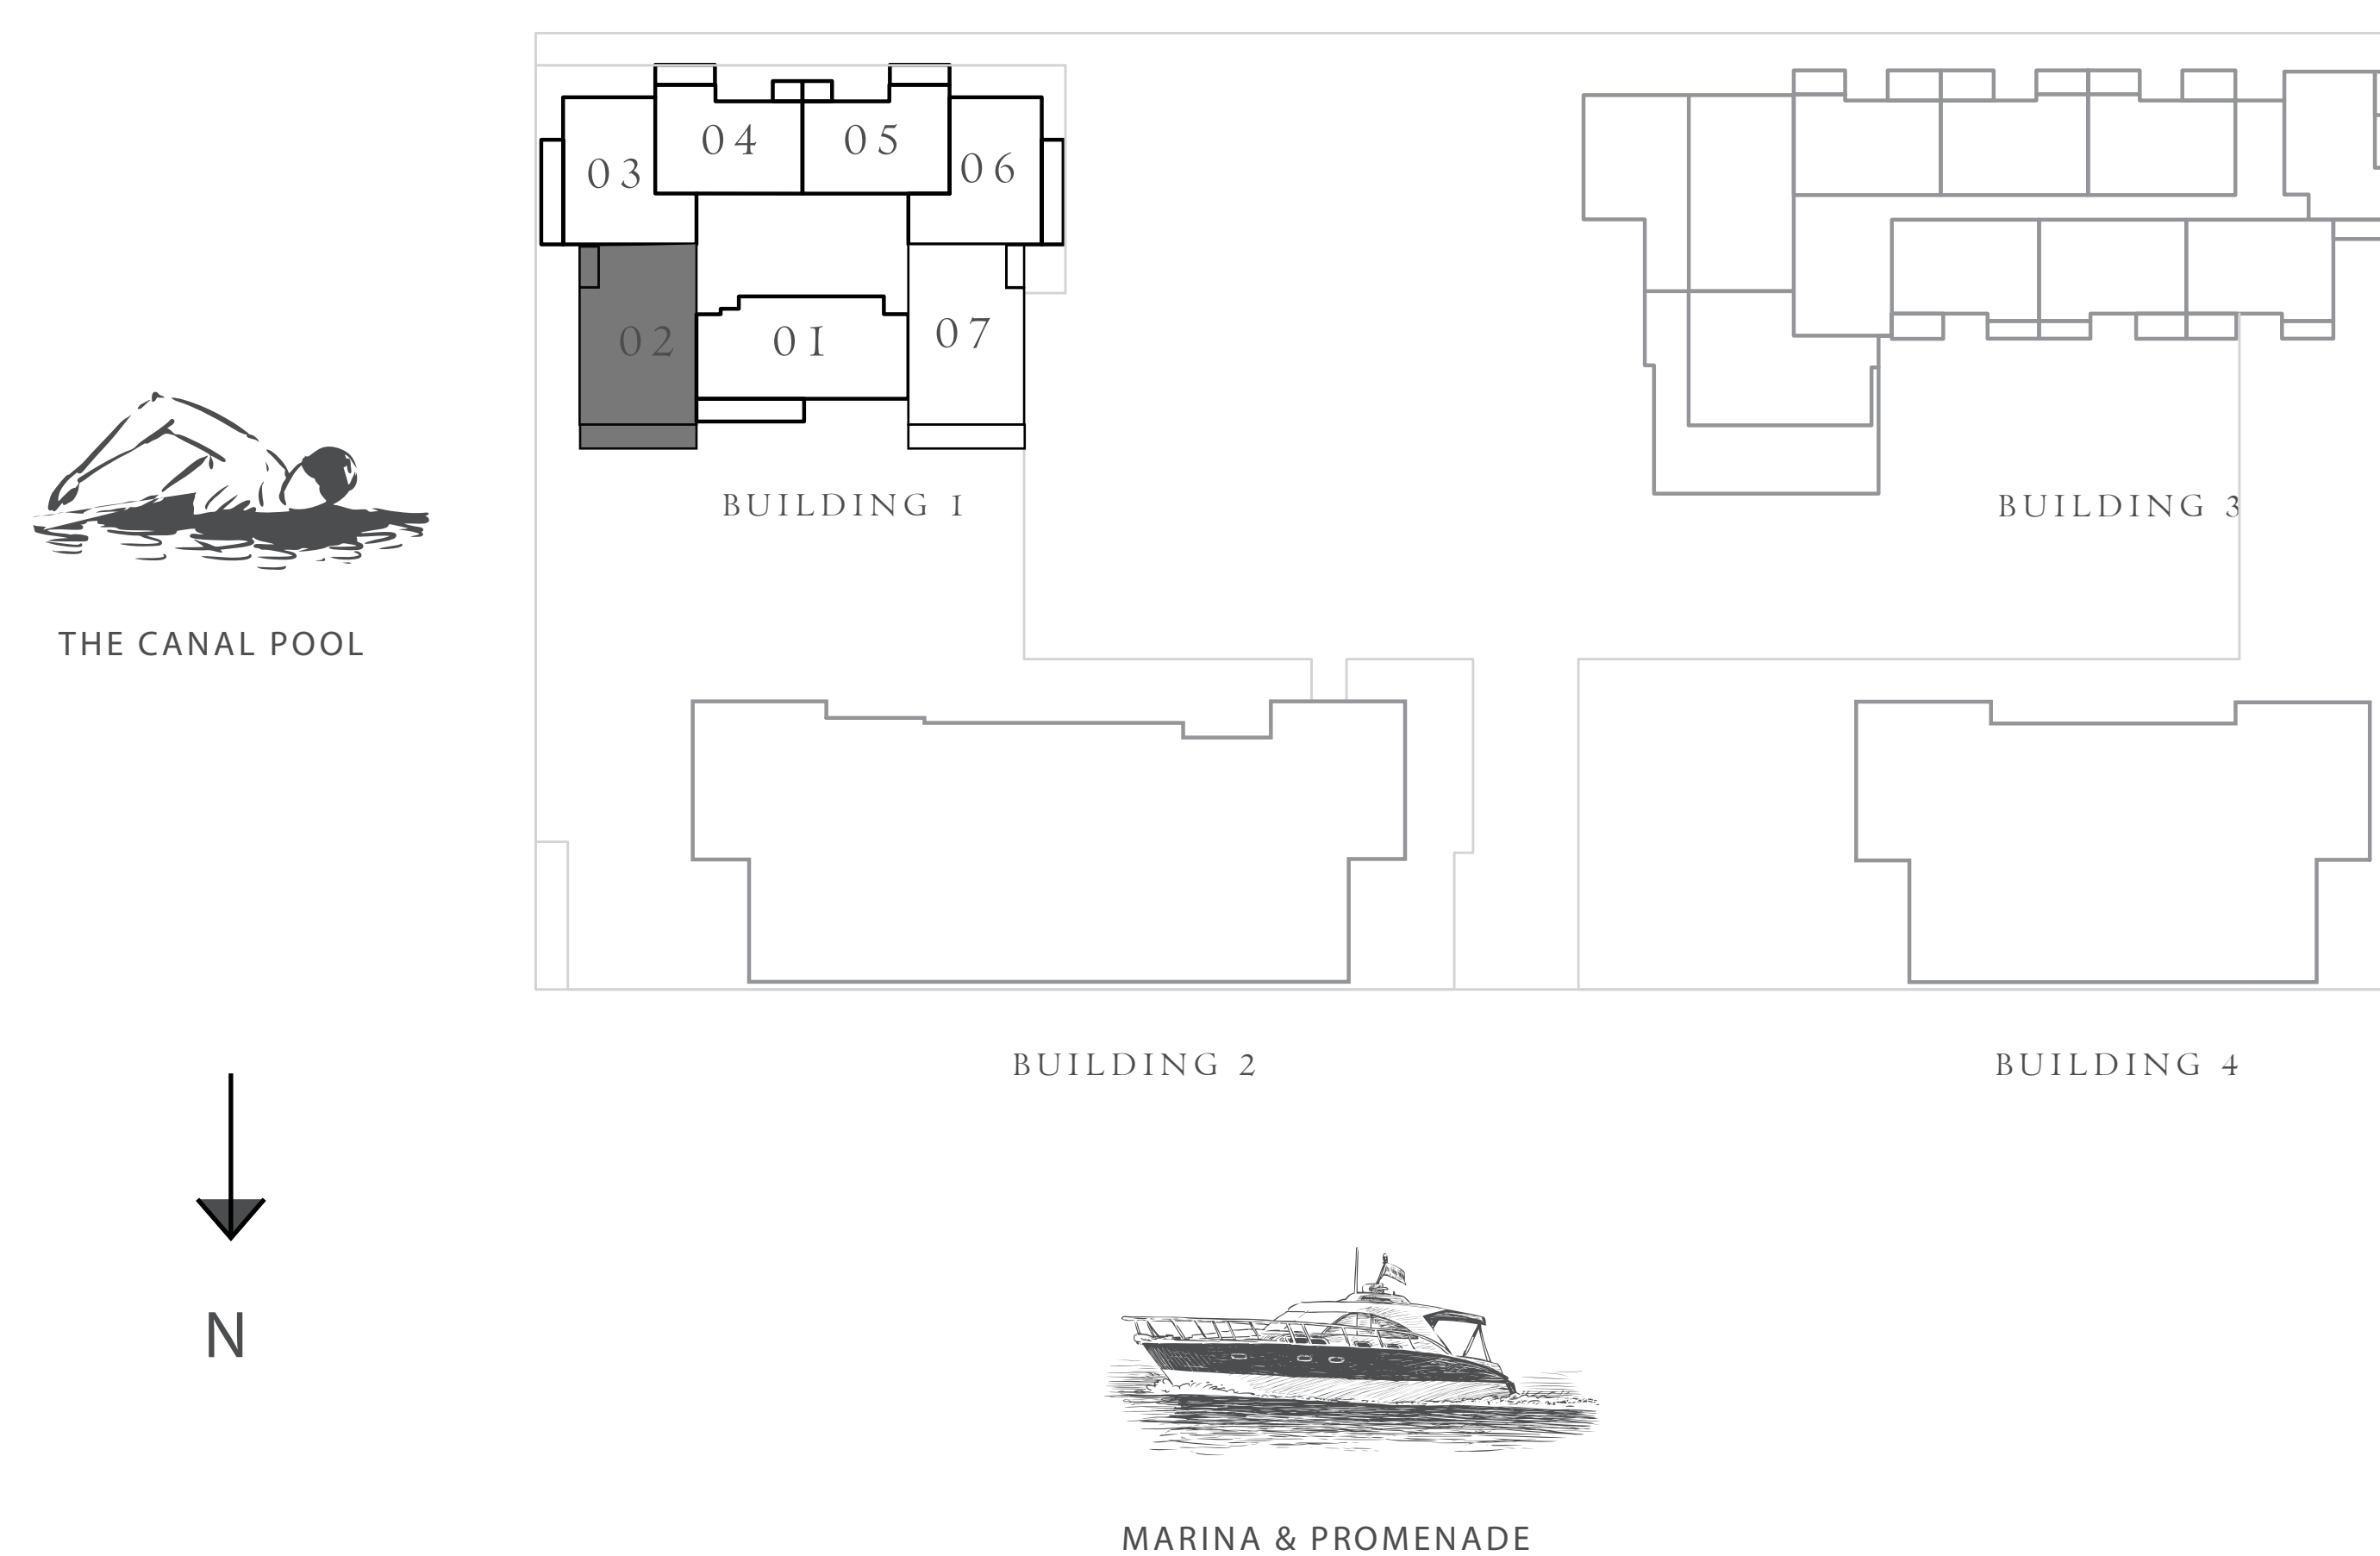 04
05
03
06
02
01
07
BUILDING 1
BUILDING 3
THE CANAL POOL
BUILDING 2
BUILDING 4
N
MARINA & PROMENADE